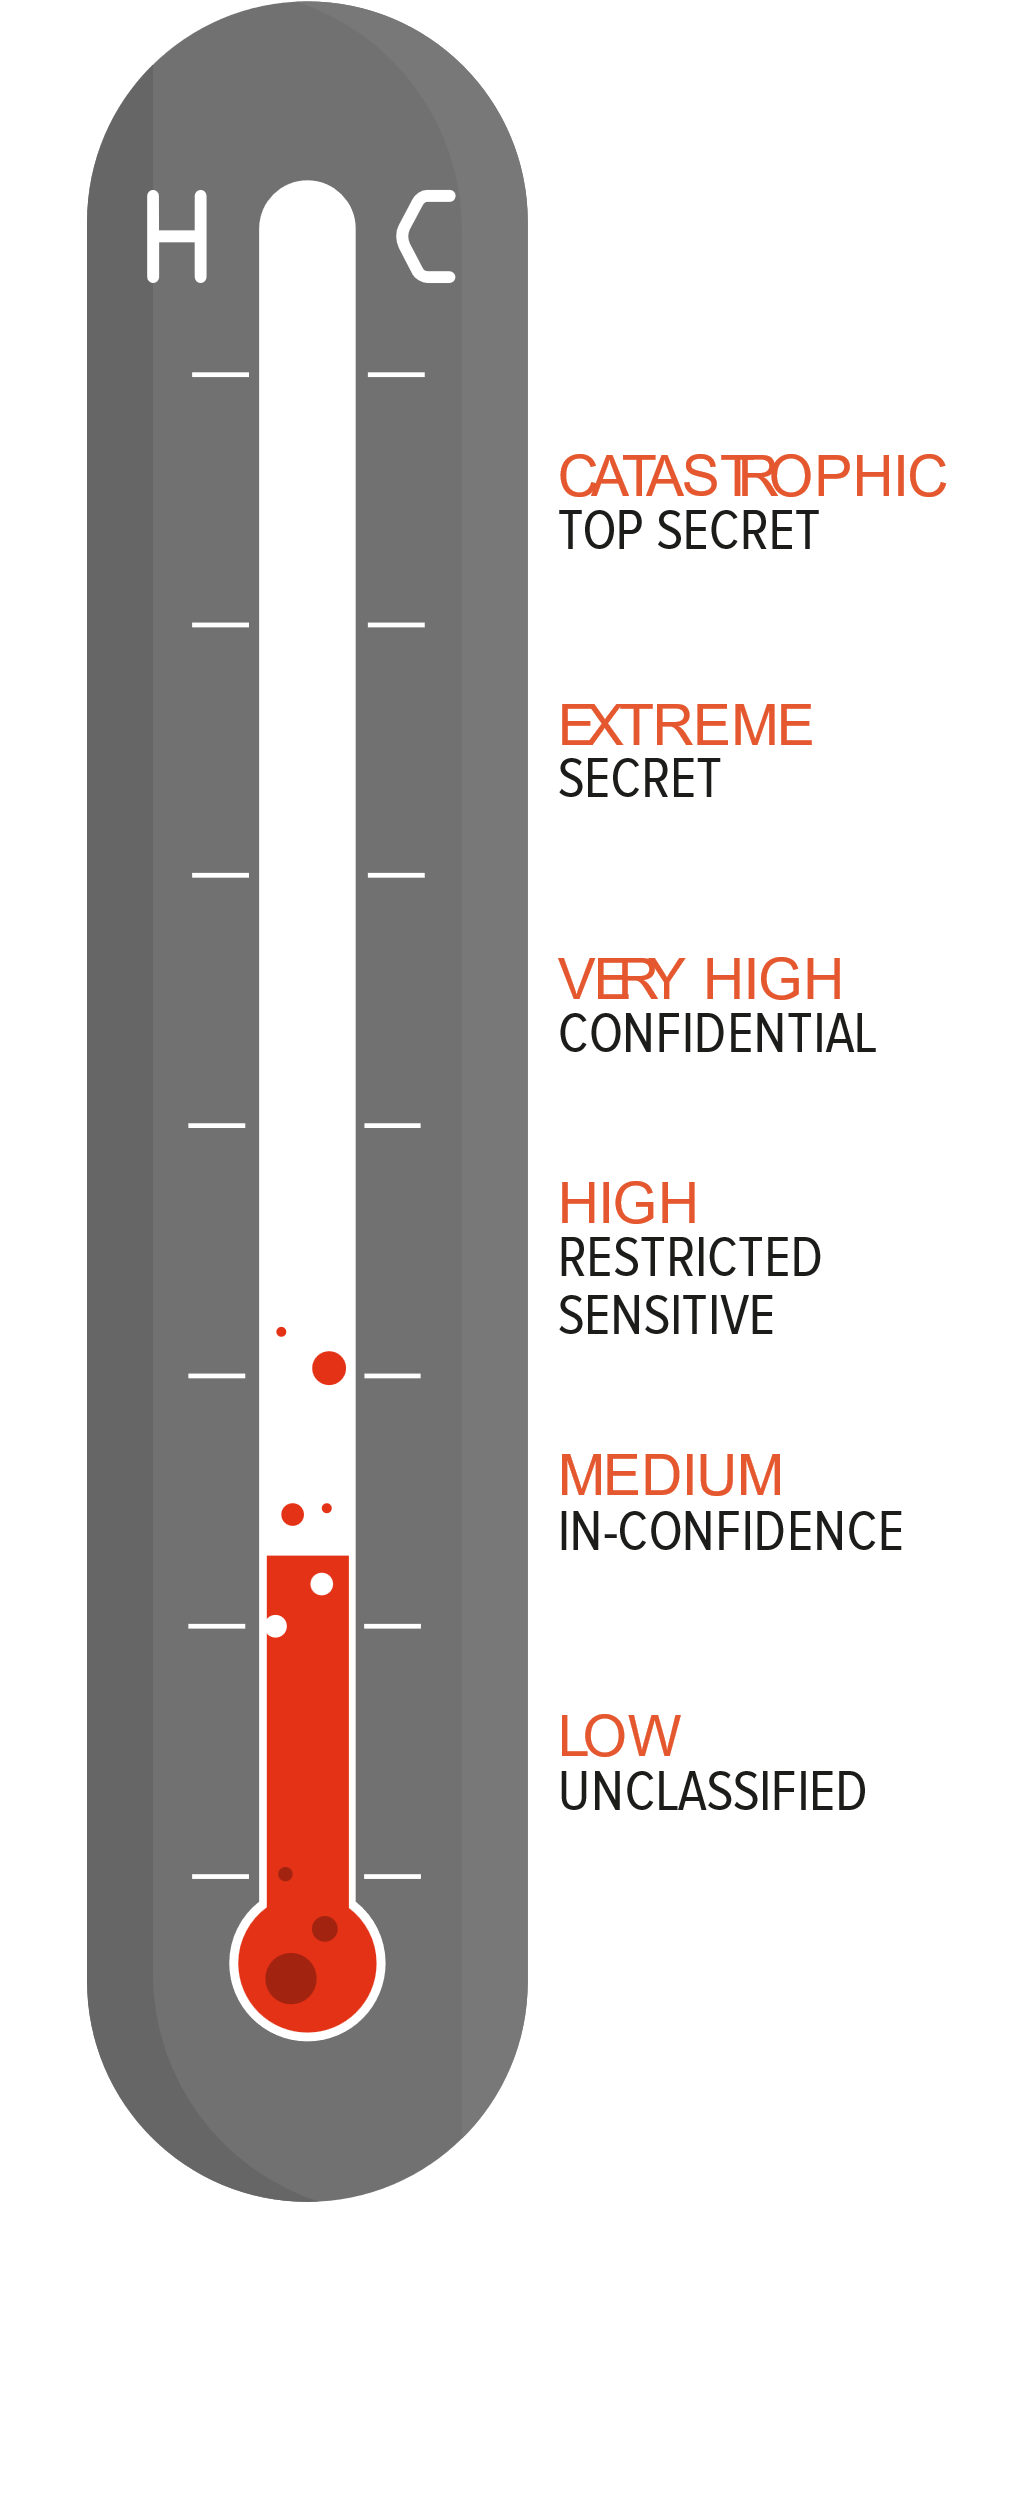 H C
CATASTROPHIC
TOP SECRET
EXTREME
SECRET
VERY HIGH
CONFIDENTIAL
HIGH
RESTRICTED
SENSITIVE
MEDIUM
IN-CONFIDENCE
LOW
UNCLASSIFIED